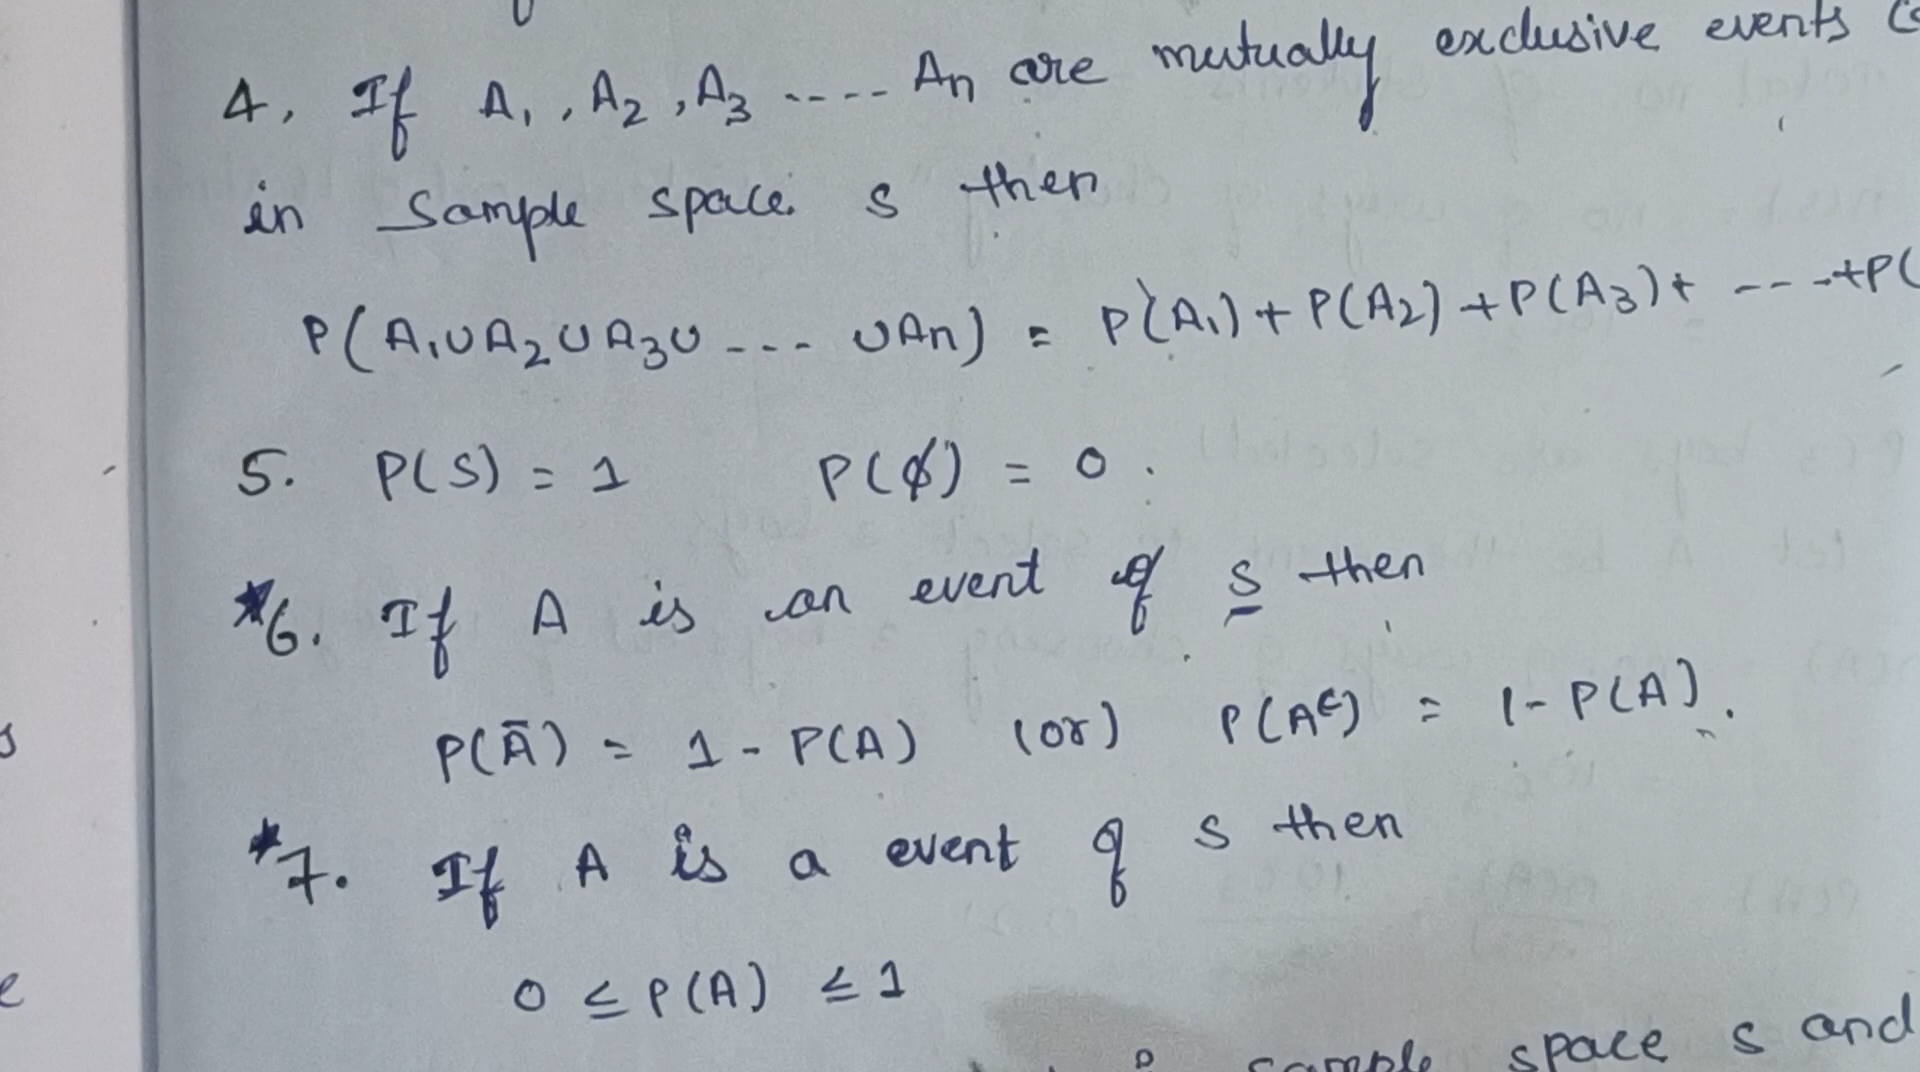 4. If A₁, A₂, A₃ ..... An are mutually exclusive events
in sample space s then
P(A₁∪A₂∪A₃∪ --- ∪An) = P(A₁) + P(A₂) + P(A₃) + --- +P(
5. P(S) = 1 P(ϕ) = 0.
*6. If A is an event of s then
P(Ā) = 1 - P(A) (or) P(Aᶜ) = 1 - P(A).
*7. If A is a event of s then
0 ≤ P(A) ≤ 1
sample space s and